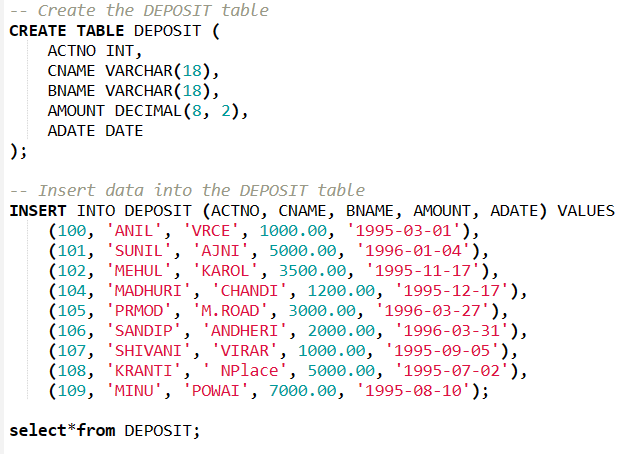 -- Create the DEPOSIT table
CREATE TABLE DEPOSIT (
    ACTNO INT,
    CNAME VARCHAR(18),
    BNAME VARCHAR(18),
    AMOUNT DECIMAL(8, 2),
    ADATE DATE
);

-- Insert data into the DEPOSIT table
INSERT INTO DEPOSIT (ACTNO, CNAME, BNAME, AMOUNT, ADATE) VALUES
    (100, 'ANIL', 'VRCE', 1000.00, '1995-03-01'),
    (101, 'SUNIL', 'AJNI', 5000.00, '1996-01-04'),
    (102, 'MEHUL', 'KAROL', 3500.00, '1995-11-17'),
    (104, 'MADHURI', 'CHANDI', 1200.00, '1995-12-17'),
    (105, 'PRMOD', 'M.ROAD', 3000.00, '1996-03-27'),
    (106, 'SANDIP', 'ANDHERI', 2000.00, '1996-03-31'),
    (107, 'SHIVANI', 'VIRAR', 1000.00, '1995-09-05'),
    (108, 'KRANTI', ' NPlace', 5000.00, '1995-07-02'),
    (109, 'MINU', 'POWAI', 7000.00, '1995-08-10');

select*from DEPOSIT;